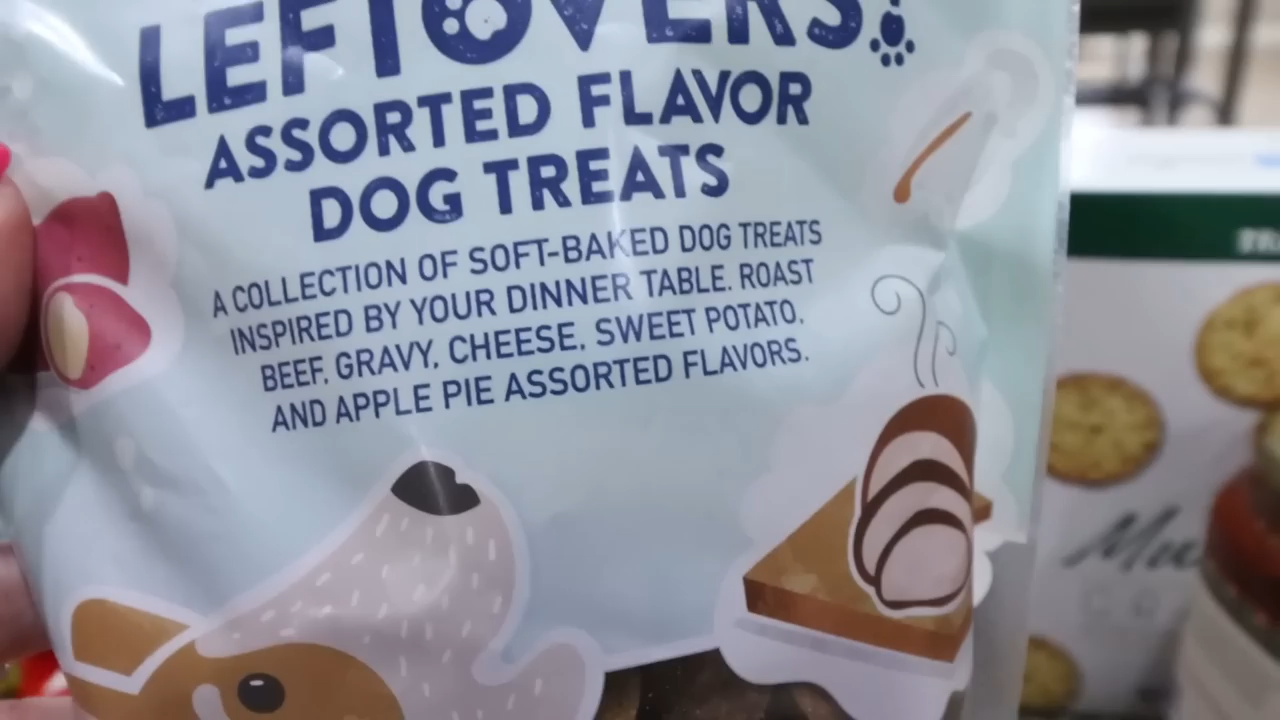 LEFTOVERS!
ASSORTED FLAVOR
DOG TREATS
A COLLECTION OF SOFT-BAKED DOG TREATS
INSPIRED BY YOUR DINNER TABLE. ROAST
BEEF, GRAVY, CHEESE, SWEET POTATO,
AND APPLE PIE ASSORTED FLAVORS.